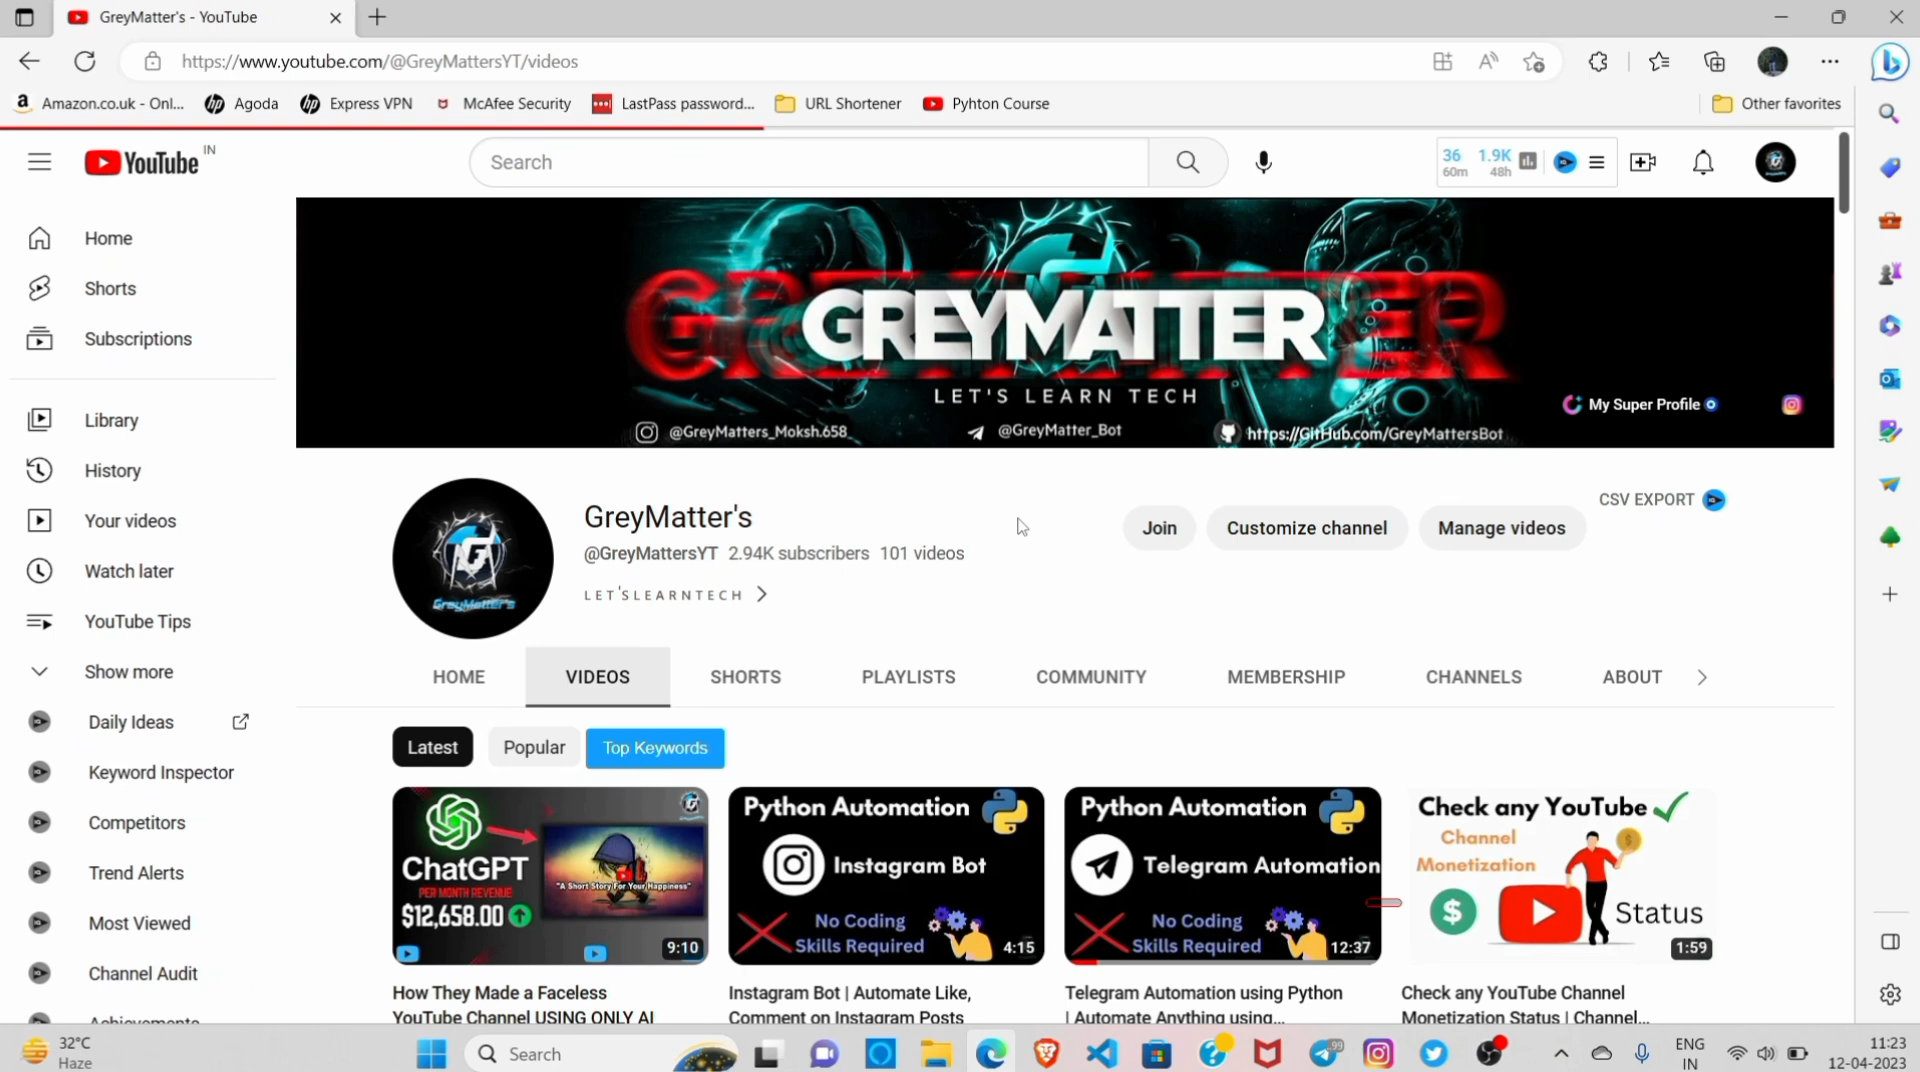 GreyMatter's - YouTube
https://www.youtube.com/@GreyMattersYT/videos
Amazon.co.uk - Onl...
Agoda
Express VPN
McAfee Security
LastPass password...
URL Shortener
Pyhton Course
Other favorites
YouTube IN
Search
36
60m
1.9K
48h
Home
Shorts
Subscriptions
Library
History
Your videos
Watch later
YouTube Tips
Show more
Daily Ideas
Keyword Inspector
Competitors
Trend Alerts
Most Viewed
Channel Audit
Achievements
GREYMATTER
LET'S LEARN TECH
@GreyMatters_Moksh.658_
@GreyMatter_Bot
https://GitHub.com/GreyMattersBot
My Super Profile
GreyMatter's
GreyMatter's
@GreyMattersYT 2.94K subscribers 101 videos
LET'SLEARNTECH
Join
Customize channel
Manage videos
CSV EXPORT
HOME
VIDEOS
SHORTS
PLAYLISTS
COMMUNITY
MEMBERSHIP
CHANNELS
ABOUT
Latest
Popular
Top Keywords
ChatGPT
PER MONTH REVENUE
$12,658.00
"A Short Story For Your Happiness"
9:10
How They Made a Faceless
YouTube Channel USING ONLY AI
Python Automation
Instagram Bot
No Coding
Skills Required
4:15
Instagram Bot | Automate Like,
Comment on Instagram Posts
Python Automation
Telegram Automation
No Coding
Skills Required
12:37
Telegram Automation using Python
| Automate Anything using...
Check any YouTube
Channel
Monetization
Status
1:59
Check any YouTube Channel
Monetization Status | Channel...
32°C
Haze
Search
99
ENG
IN
11:23
12-04-2023